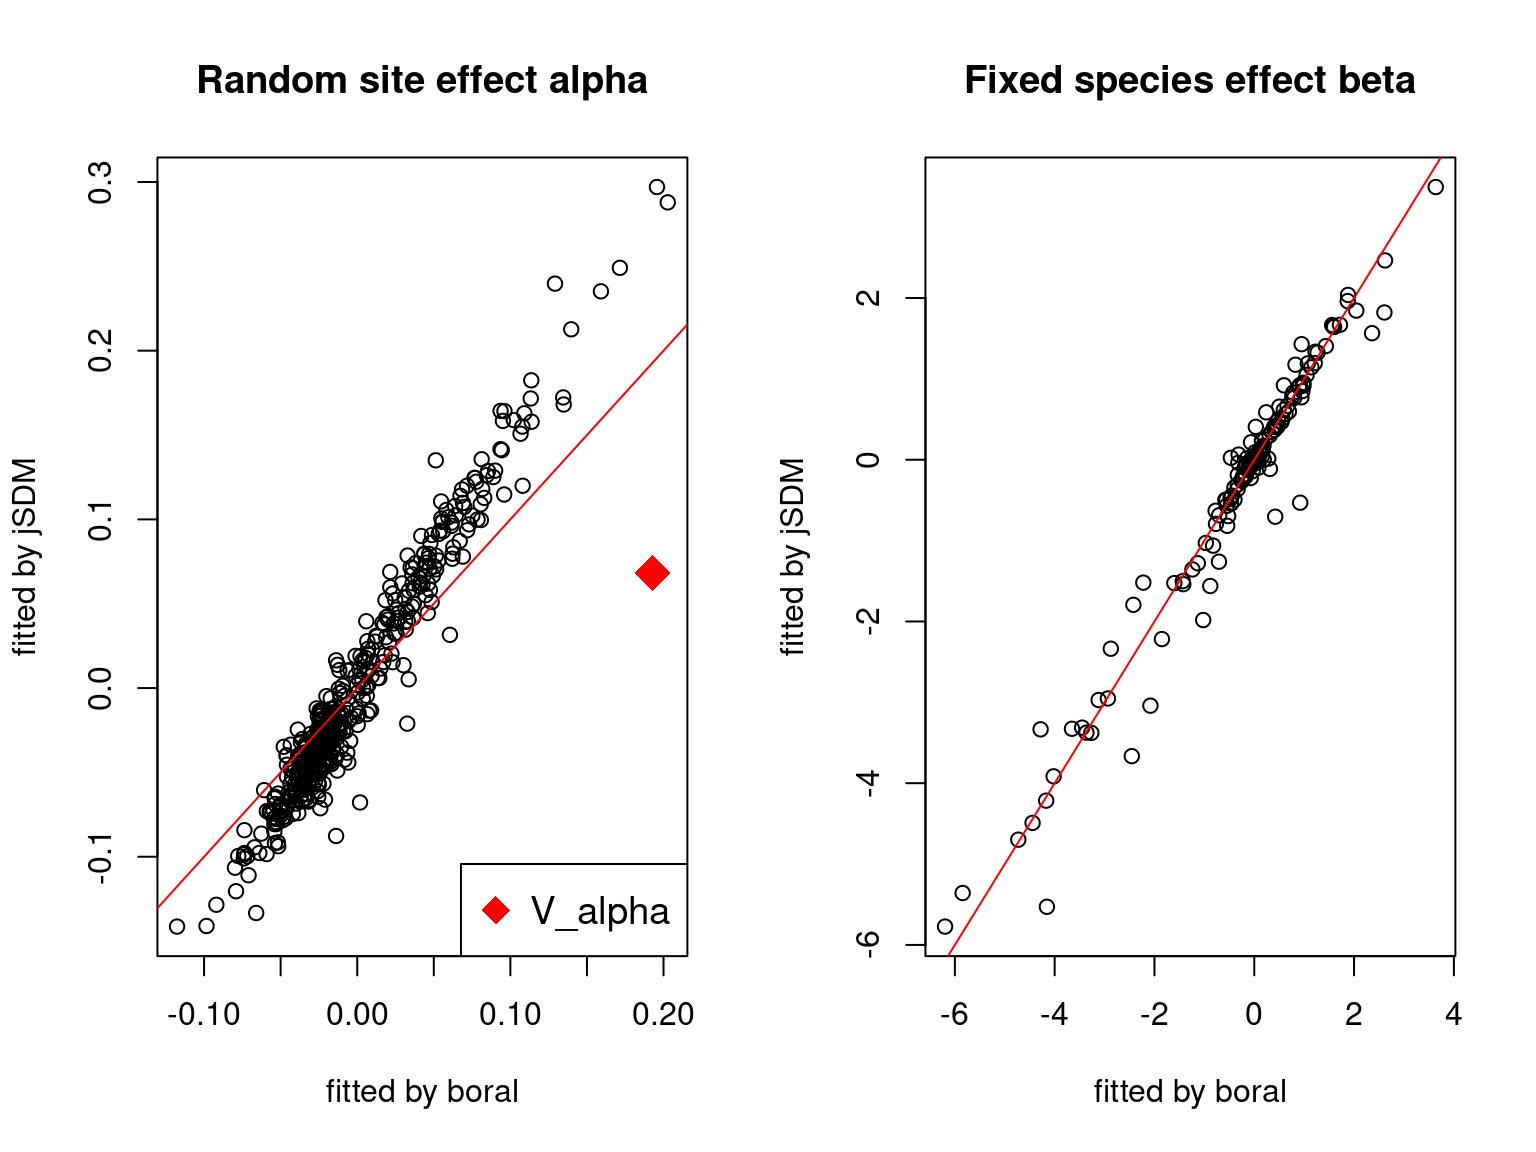 Random site effect alpha
0.3
0.2
0.1
0.0
-0.1
fitted by jSDM
V_alpha
-0.10 0.00 0.10 0.20
fitted by boral
Fixed species effect beta
2
0
-2
-4
-6
fitted by jSDM
-6 -4 -2 0 2 4
fitted by boral